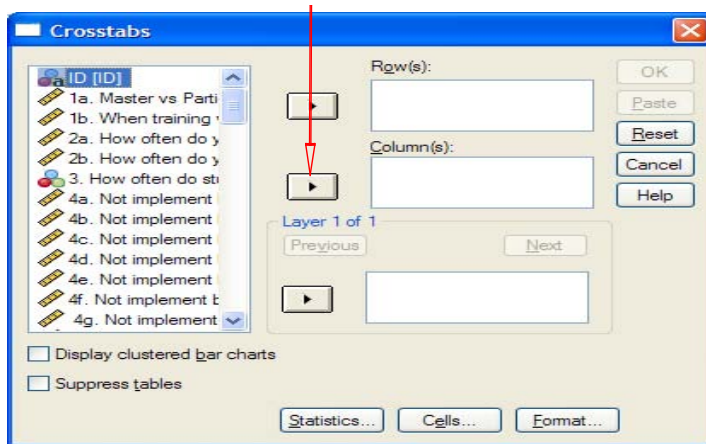 Crosstabs
ID [ID]
1a. Master vs Parti
1b. When training
2a. How often do y
2b. How often do y
3. How often do stu
4a. Not implement
4b. Not implement
4c. Not implement
4d. Not implement
4e. Not implement
4f. Not implement b
4g. Not implement
Row(s):
Column(s):
Layer 1 of 1
Previous
Next
OK
Paste
Reset
Cancel
Help
Display clustered bar charts
Suppress tables
Statistics...
Cells...
Format...